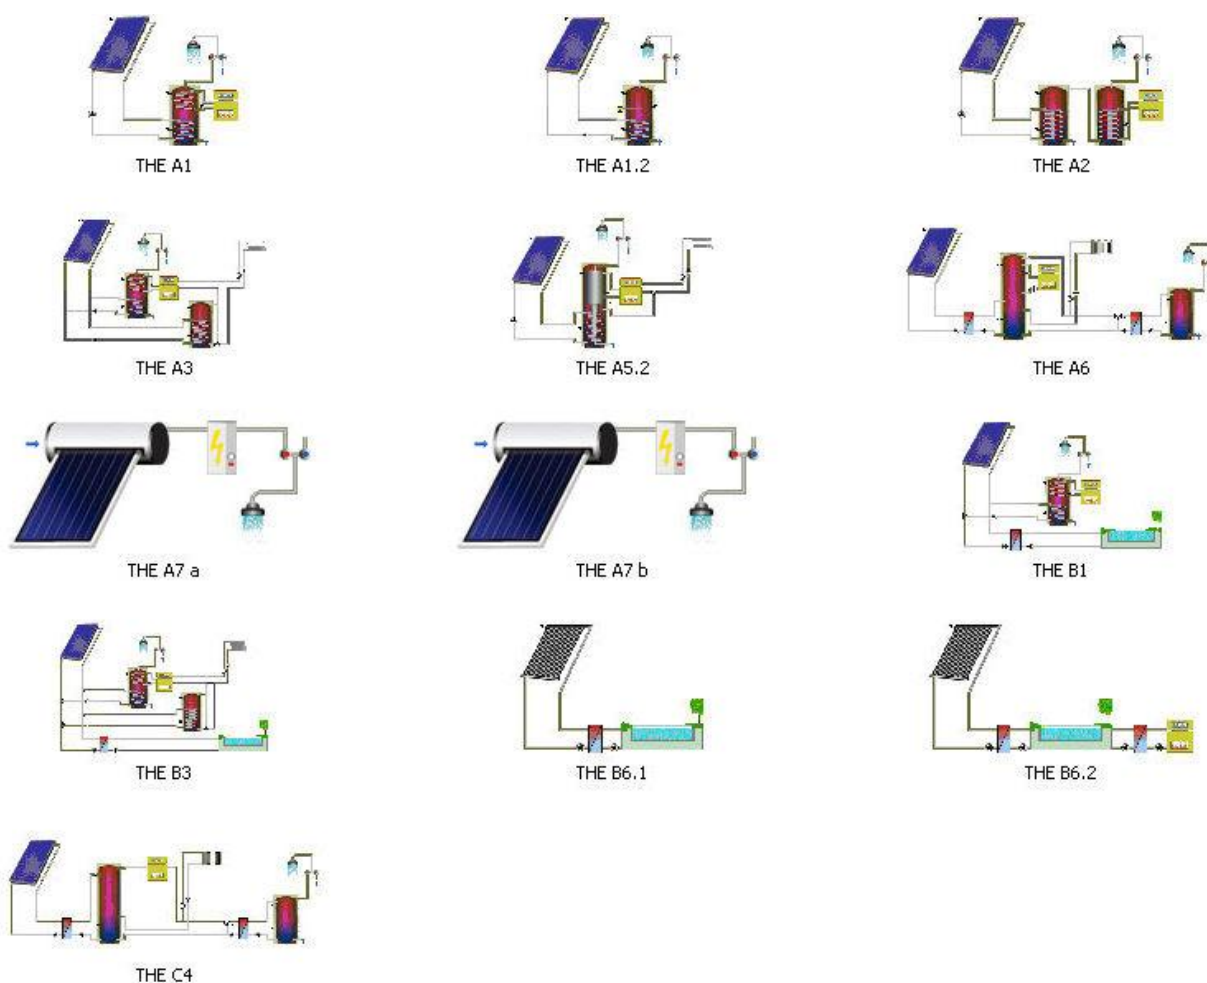 THE A1
THE A1.2
THE A2
THE A3
THE A5.2
THE A6
THE A7 a
THE A7 b
THE B1
THE B3
THE B6.1
THE B6.2
THE C4